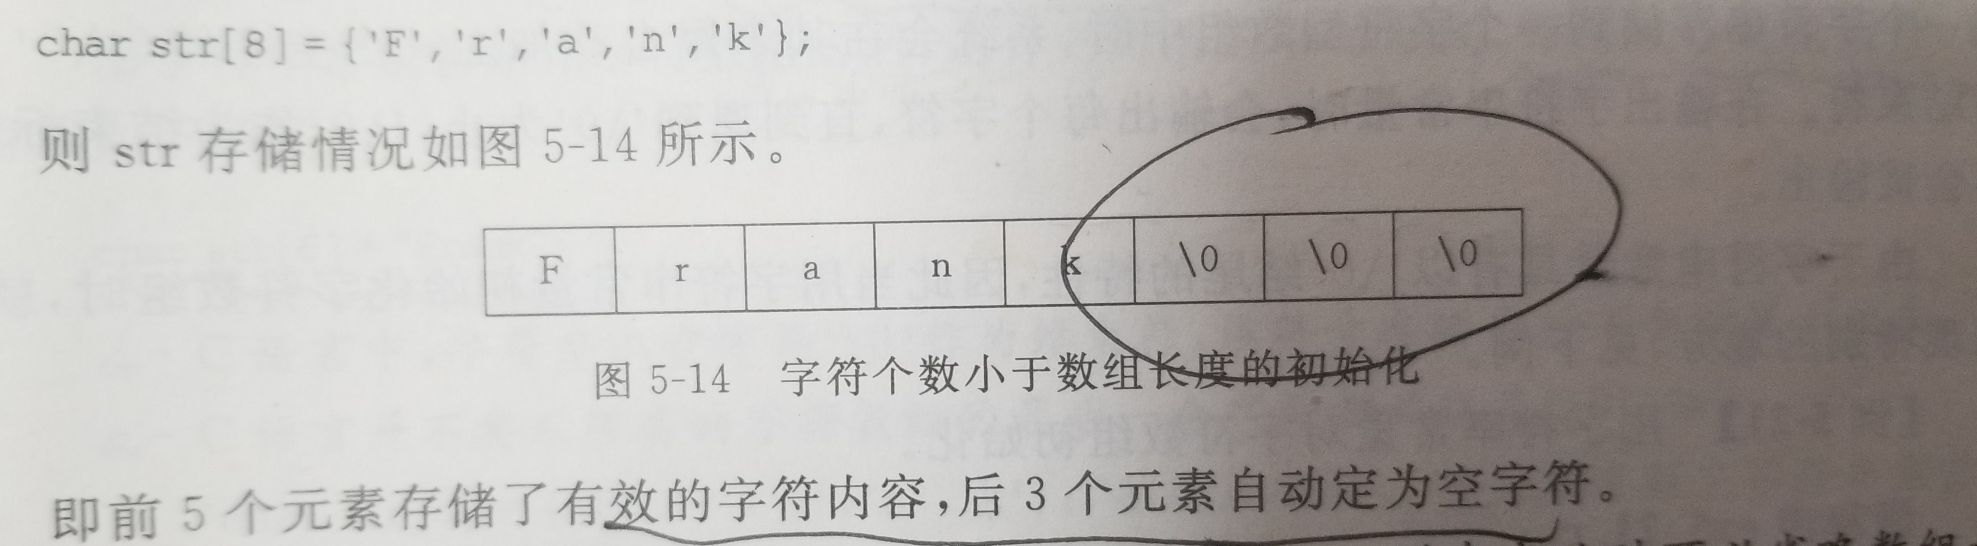 char str[8]={'F','r','a','n','k'};
则 str 存储情况如图 5-14 所示。
F r a n k \0 \0 \0
图 5-14 字符个数小于数组长度的初始化
即前 5 个元素存储了有效的字符内容，后 3 个元素自动定为空字符。